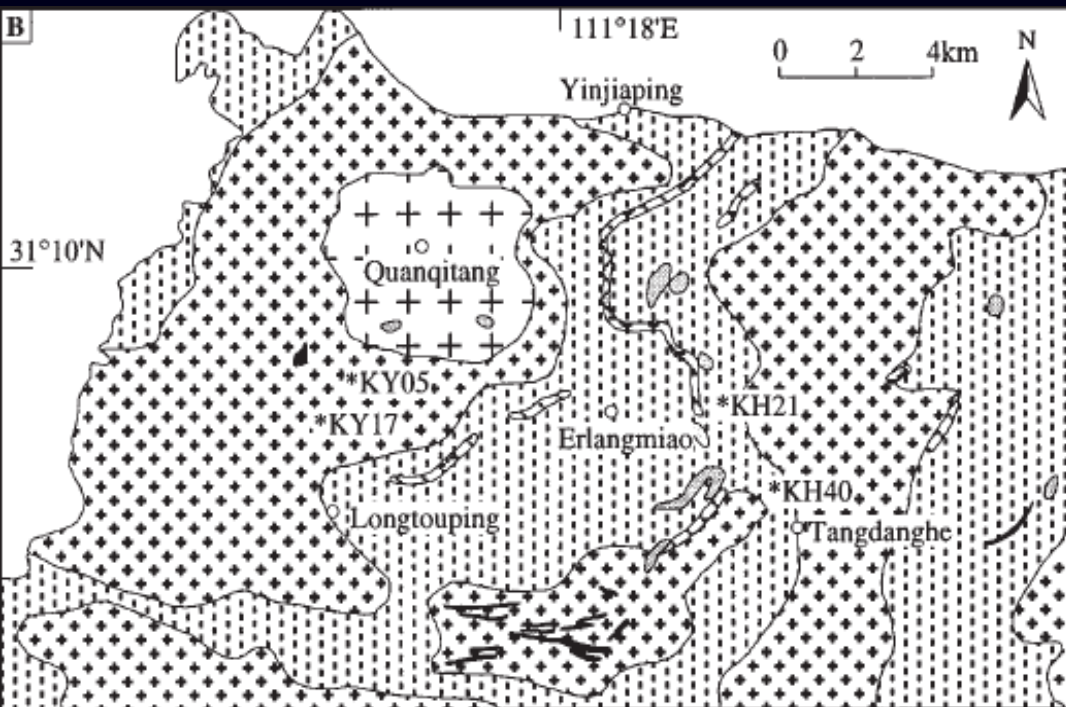 B
111°18'E
0 2 4km
N
Yinjiaping
31°10'N
Quanqitang
*KY05
*KH21
*KY17
Erlangmiao
*KH40
Longtouping
Tangdanghe